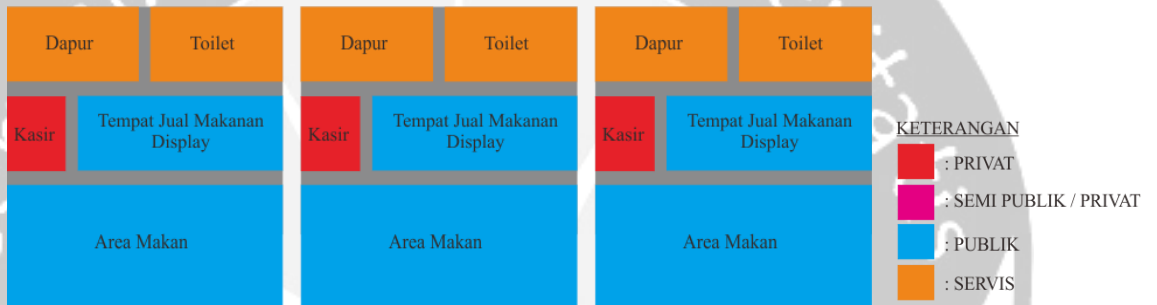 Dapur
Toilet
Dapur
Toilet
Dapur
Toilet
Kasir
Tempat Jual Makanan
Display
Kasir
Tempat Jual Makanan
Display
Kasir
Tempat Jual Makanan
Display
Area Makan
Area Makan
Area Makan
KETERANGAN
: PRIVAT
: SEMI PUBLIK / PRIVAT
: PUBLIK
: SERVIS